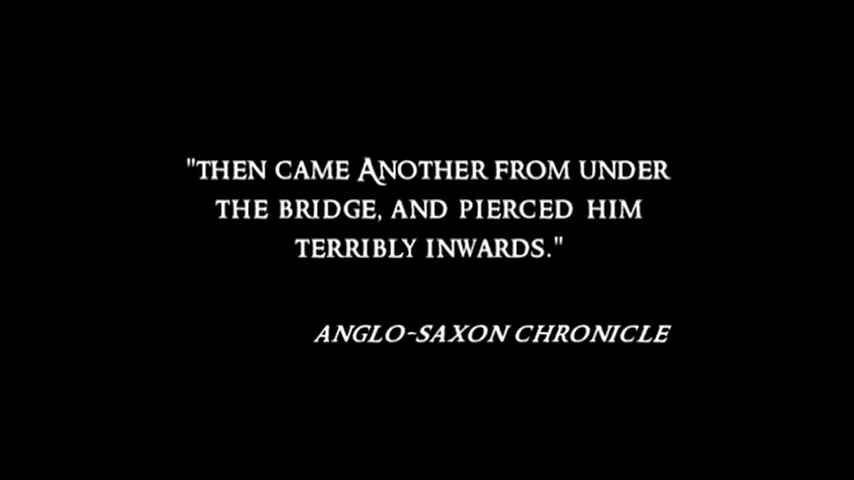 "THEN CAME ANOTHER FROM UNDER
THE BRIDGE, AND PIERCED HIM
TERRIBLY INWARDS."
ANGLO-SAXON CHRONICLE